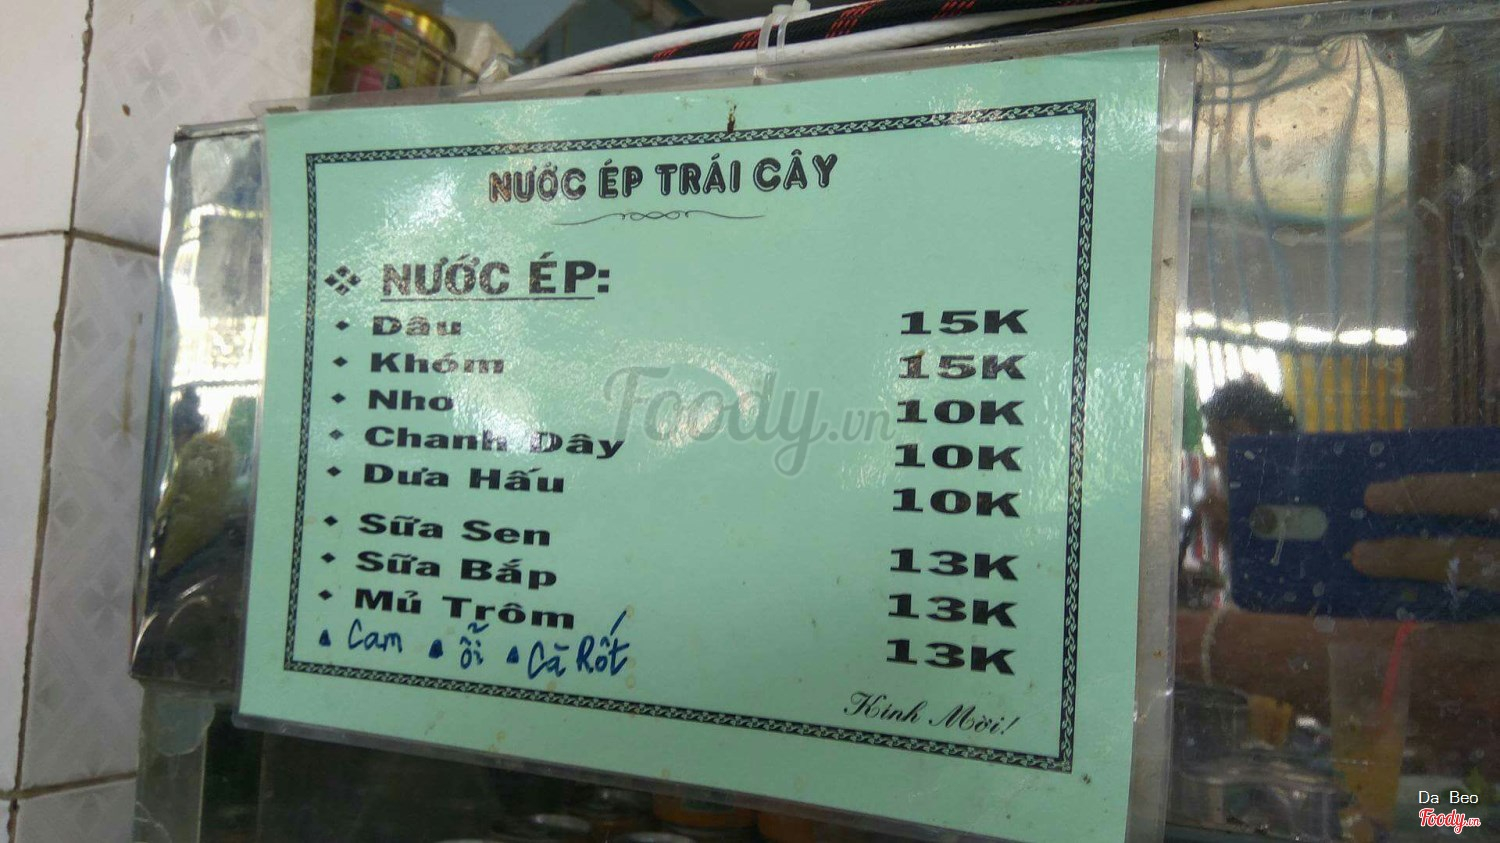 NƯỚC ÉP TRÁI CÂY
NƯỚC ÉP:
Dâu 15K
Khóm 15K
Nho 10K
Chanh Dây 10K
Dưa Hấu 10K
Sữa Sen 13K
Sữa Bắp 13K
Mủ Trôm 13K
Cam ổi Cà Rốt
Kính Mời!
Foody.vn
Da Beo
Foody.vn